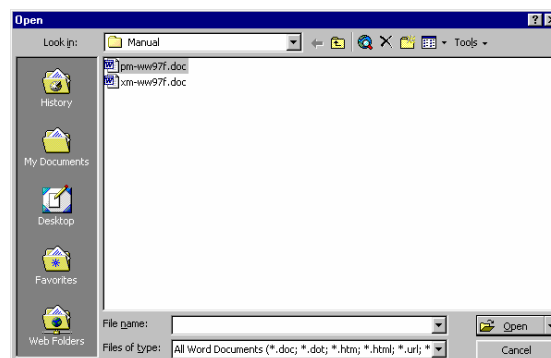 Open
Look in:
Manual
Tools
pm-ww97f.doc
xm-ww97f.doc
History
My Documents
Desktop
Favorites
Web Folders
File name:
Open
Files of type:
All Word Documents (*.doc; *.dot; *.htm; *.html; *.url; *
Cancel